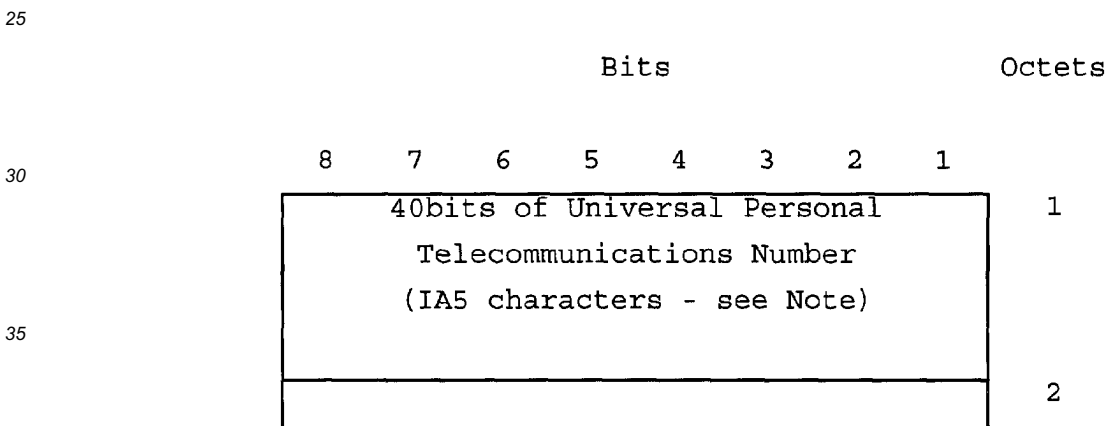 25
Bits Octets
8 7 6 5 4 3 2 1
30
40bits of Universal Personal 1
Telecommunications Number
(IA5 characters - see Note)
35
2